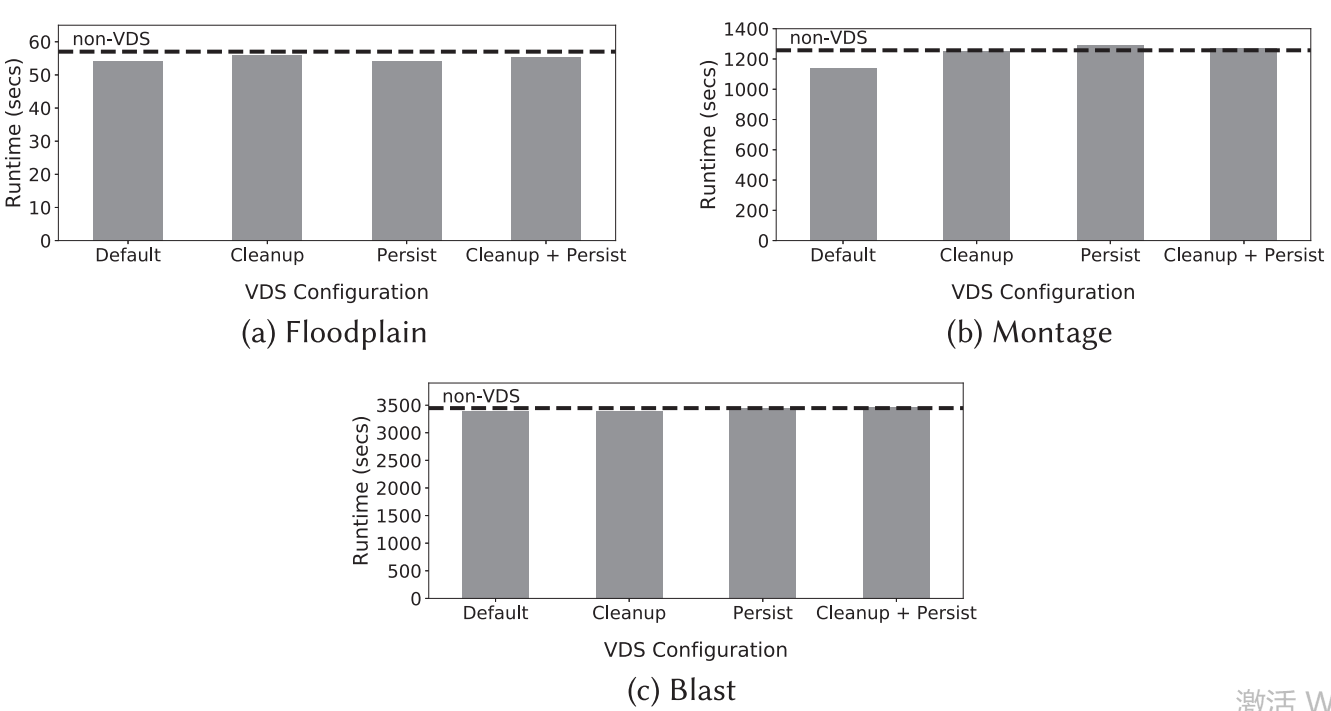 non-VDS
60
50
40
30
20
10
0
Runtime (secs)
Default Cleanup Persist Cleanup + Persist
VDS Configuration
(a) Floodplain
non-VDS
1400
1200
1000
800
600
400
200
0
Runtime (secs)
Default Cleanup Persist Cleanup + Persist
VDS Configuration
(b) Montage
non-VDS
3500
3000
2500
2000
1500
1000
500
0
Runtime (secs)
Default Cleanup Persist Cleanup + Persist
VDS Configuration
(c) Blast
激活 W